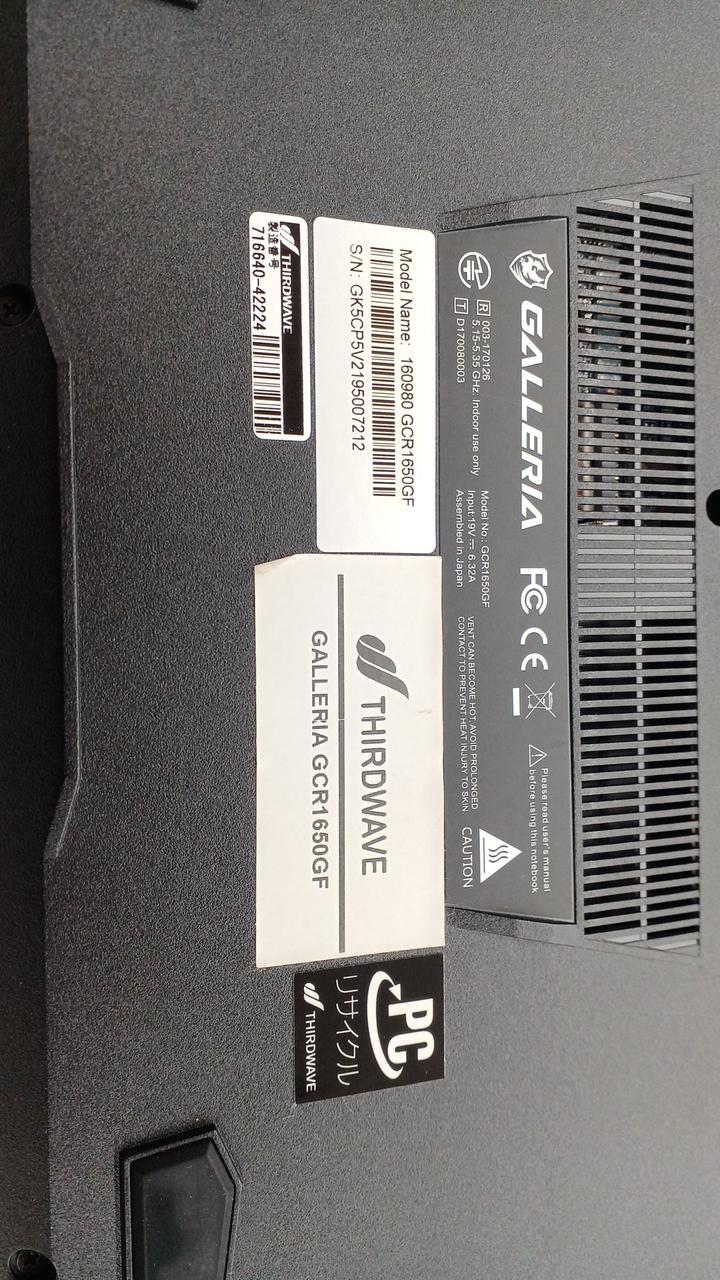 GALLERIA
FC CE
Please read user's manual
before using this notebook
R 003-170126
5.15-5.35 GHz: Indoor use only
T D170080003
Model No.: GCR1650GF
Input:19V⎓6.32A
Assembled in Japan
VENT CAN BECOME HOT, AVOID PROLONGED
CONTACT TO PREVENT HEAT INJURY TO SKIN
CAUTION
Model Name: 160980 GCR1650GF
S/N: GK5CP5V2195007212
THIRDWAVE
製造番号
716640-42224
THIRDWAVE
GALLERIA GCR1650GF
PC
リサイクル
THIRDWAVE